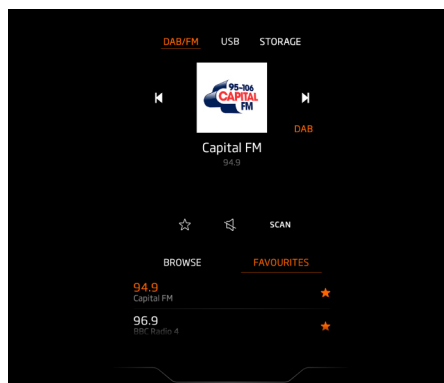 DAB/FM USB STORAGE
95-106
CAPITAL
FM
DAB
Capital FM
94.9
SCAN
BROWSE FAVOURITES
94.9
Capital FM
96.9
BBC Radio 4